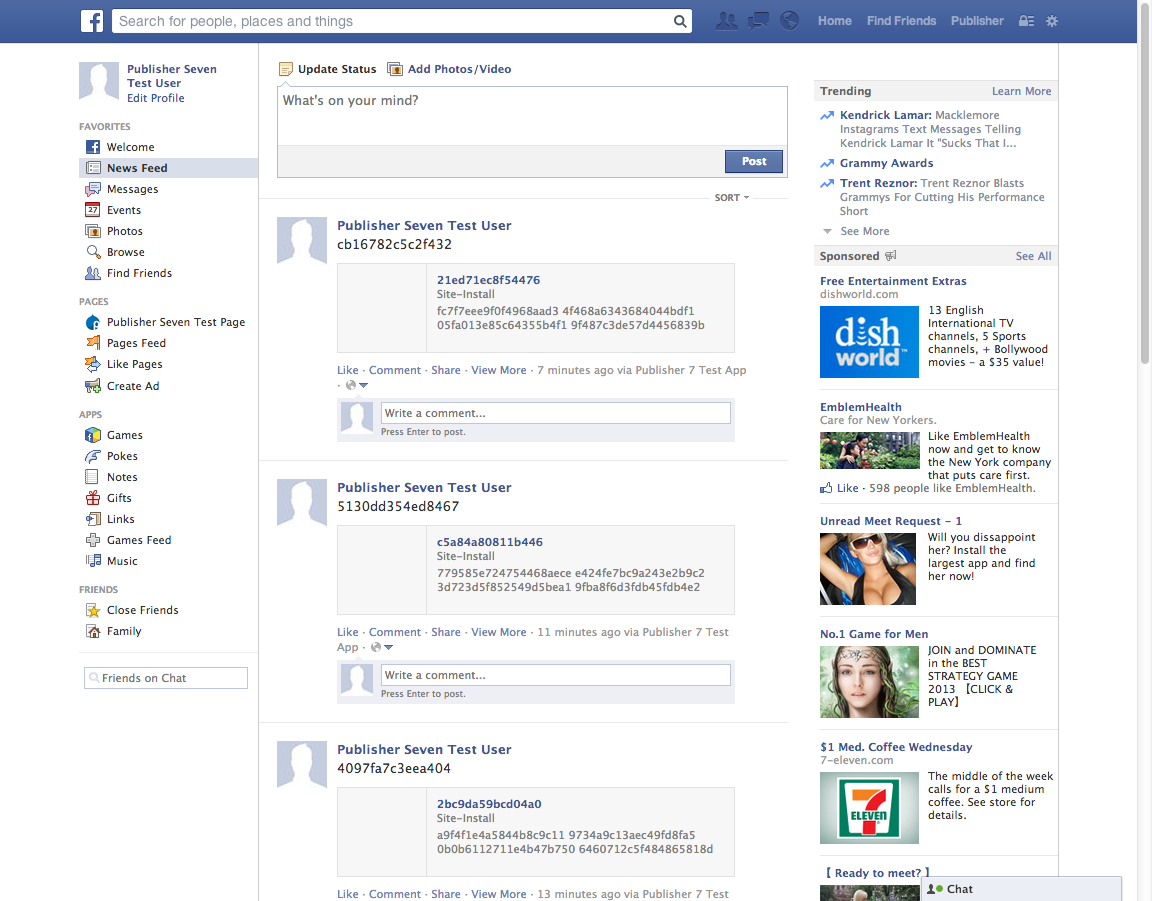 Search for people, places and things
Home
Find Friends
Publisher
Publisher Seven
Test User
Edit Profile
FAVORITES
Welcome
News Feed
Messages
27
Events
Photos
Browse
Find Friends
PAGES
Publisher Seven Test Page
Pages Feed
Like Pages
Create Ad
APPS
Games
Pokes
Notes
Gifts
Links
Games Feed
Music
FRIENDS
Close Friends
Family
Friends on Chat
Update Status
Add Photos/Video
What's on your mind?
Post
SORT
Publisher Seven Test User
cb16782c5c2f432
21ed71ec8f54476
Site-Install
fc7f7eee9f0f4968aad3 4f468a6343684044bdf1
05fa013e85c64355b4f1 9f487c3de57d4456839b
Like · Comment · Share · View More · 7 minutes ago via Publisher 7 Test App
·
Write a comment...
Press Enter to post.
Publisher Seven Test User
5130dd354ed8467
c5a84a80811b446
Site-Install
779585e724754468aece e424fe7bc9a243e2b9c2
3d723d5f852549d5bea1 9fba8f6d3fdb45fdb4e2
Like · Comment · Share · View More · 11 minutes ago via Publisher 7 Test
App ·
Write a comment...
Press Enter to post.
Publisher Seven Test User
4097fa7c3eea404
2bc9da59bcd04a0
Site-Install
a9f4f1e4a5844b8c9c11 9734a9c13aec49fd8fa5
0b0b6112711e4b47b750 6460712c5f484865818d
Like · Comment · Share · View More · 13 minutes ago via Publisher 7 Test
Trending
Learn More
Kendrick Lamar: Macklemore
Instagrams Text Messages Telling
Kendrick Lamar It "Sucks That I...
Grammy Awards
Trent Reznor: Trent Reznor Blasts
Grammys For Cutting His Performance
Short
See More
Sponsored
See All
Free Entertainment Extras
dishworld.com
dish
world™
13 English
International TV
channels, 5 Sports
channels, + Bollywood
movies – a $35 value!
EmblemHealth
Care for New Yorkers.
Like EmblemHealth
now and get to know
the New York company
that puts care first.
Like · 598 people like EmblemHealth.
Unread Meet Request – 1
Will you dissappoint
her? Install the
largest app and find
her now!
No.1 Game for Men
JOIN and DOMINATE
in the BEST
STRATEGY GAME
2013 【CLICK &
PLAY】
$1 Med. Coffee Wednesday
7-eleven.com
7
ELEVEN
The middle of the week
calls for a $1 medium
coffee. See store for
details.
【 Ready to meet? 】
Chat